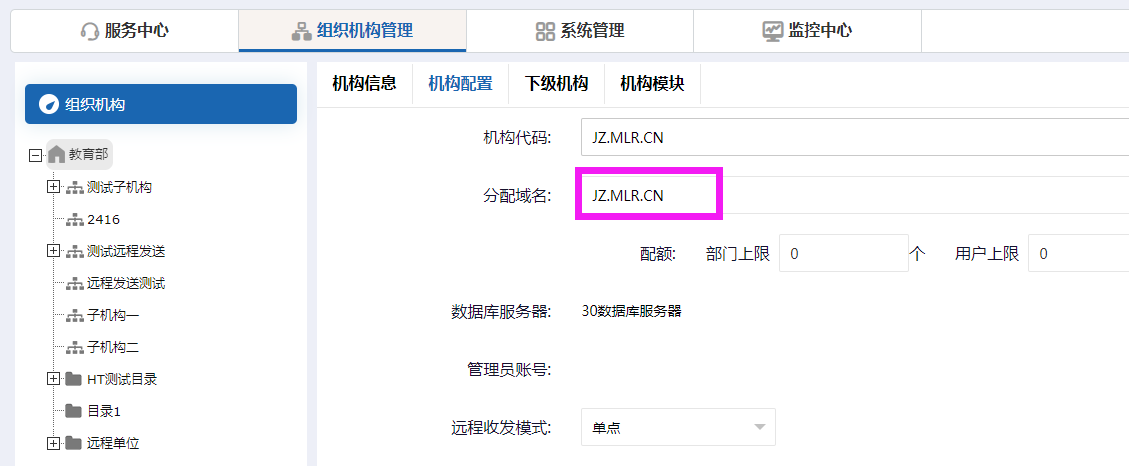 服务中心 组织机构管理 系统管理 监控中心
组织机构
教育部
测试子机构
2416
测试远程发送
远程发送测试
子机构一
子机构二
HT测试目录
目录1
远程单位
机构信息 机构配置 下级机构 机构模块
机构代码: JZ.MLR.CN
分配域名: JZ.MLR.CN
配额: 部门上限 0 个 用户上限 0
数据库服务器: 30数据库服务器
管理员账号:
远程收发模式: 单点